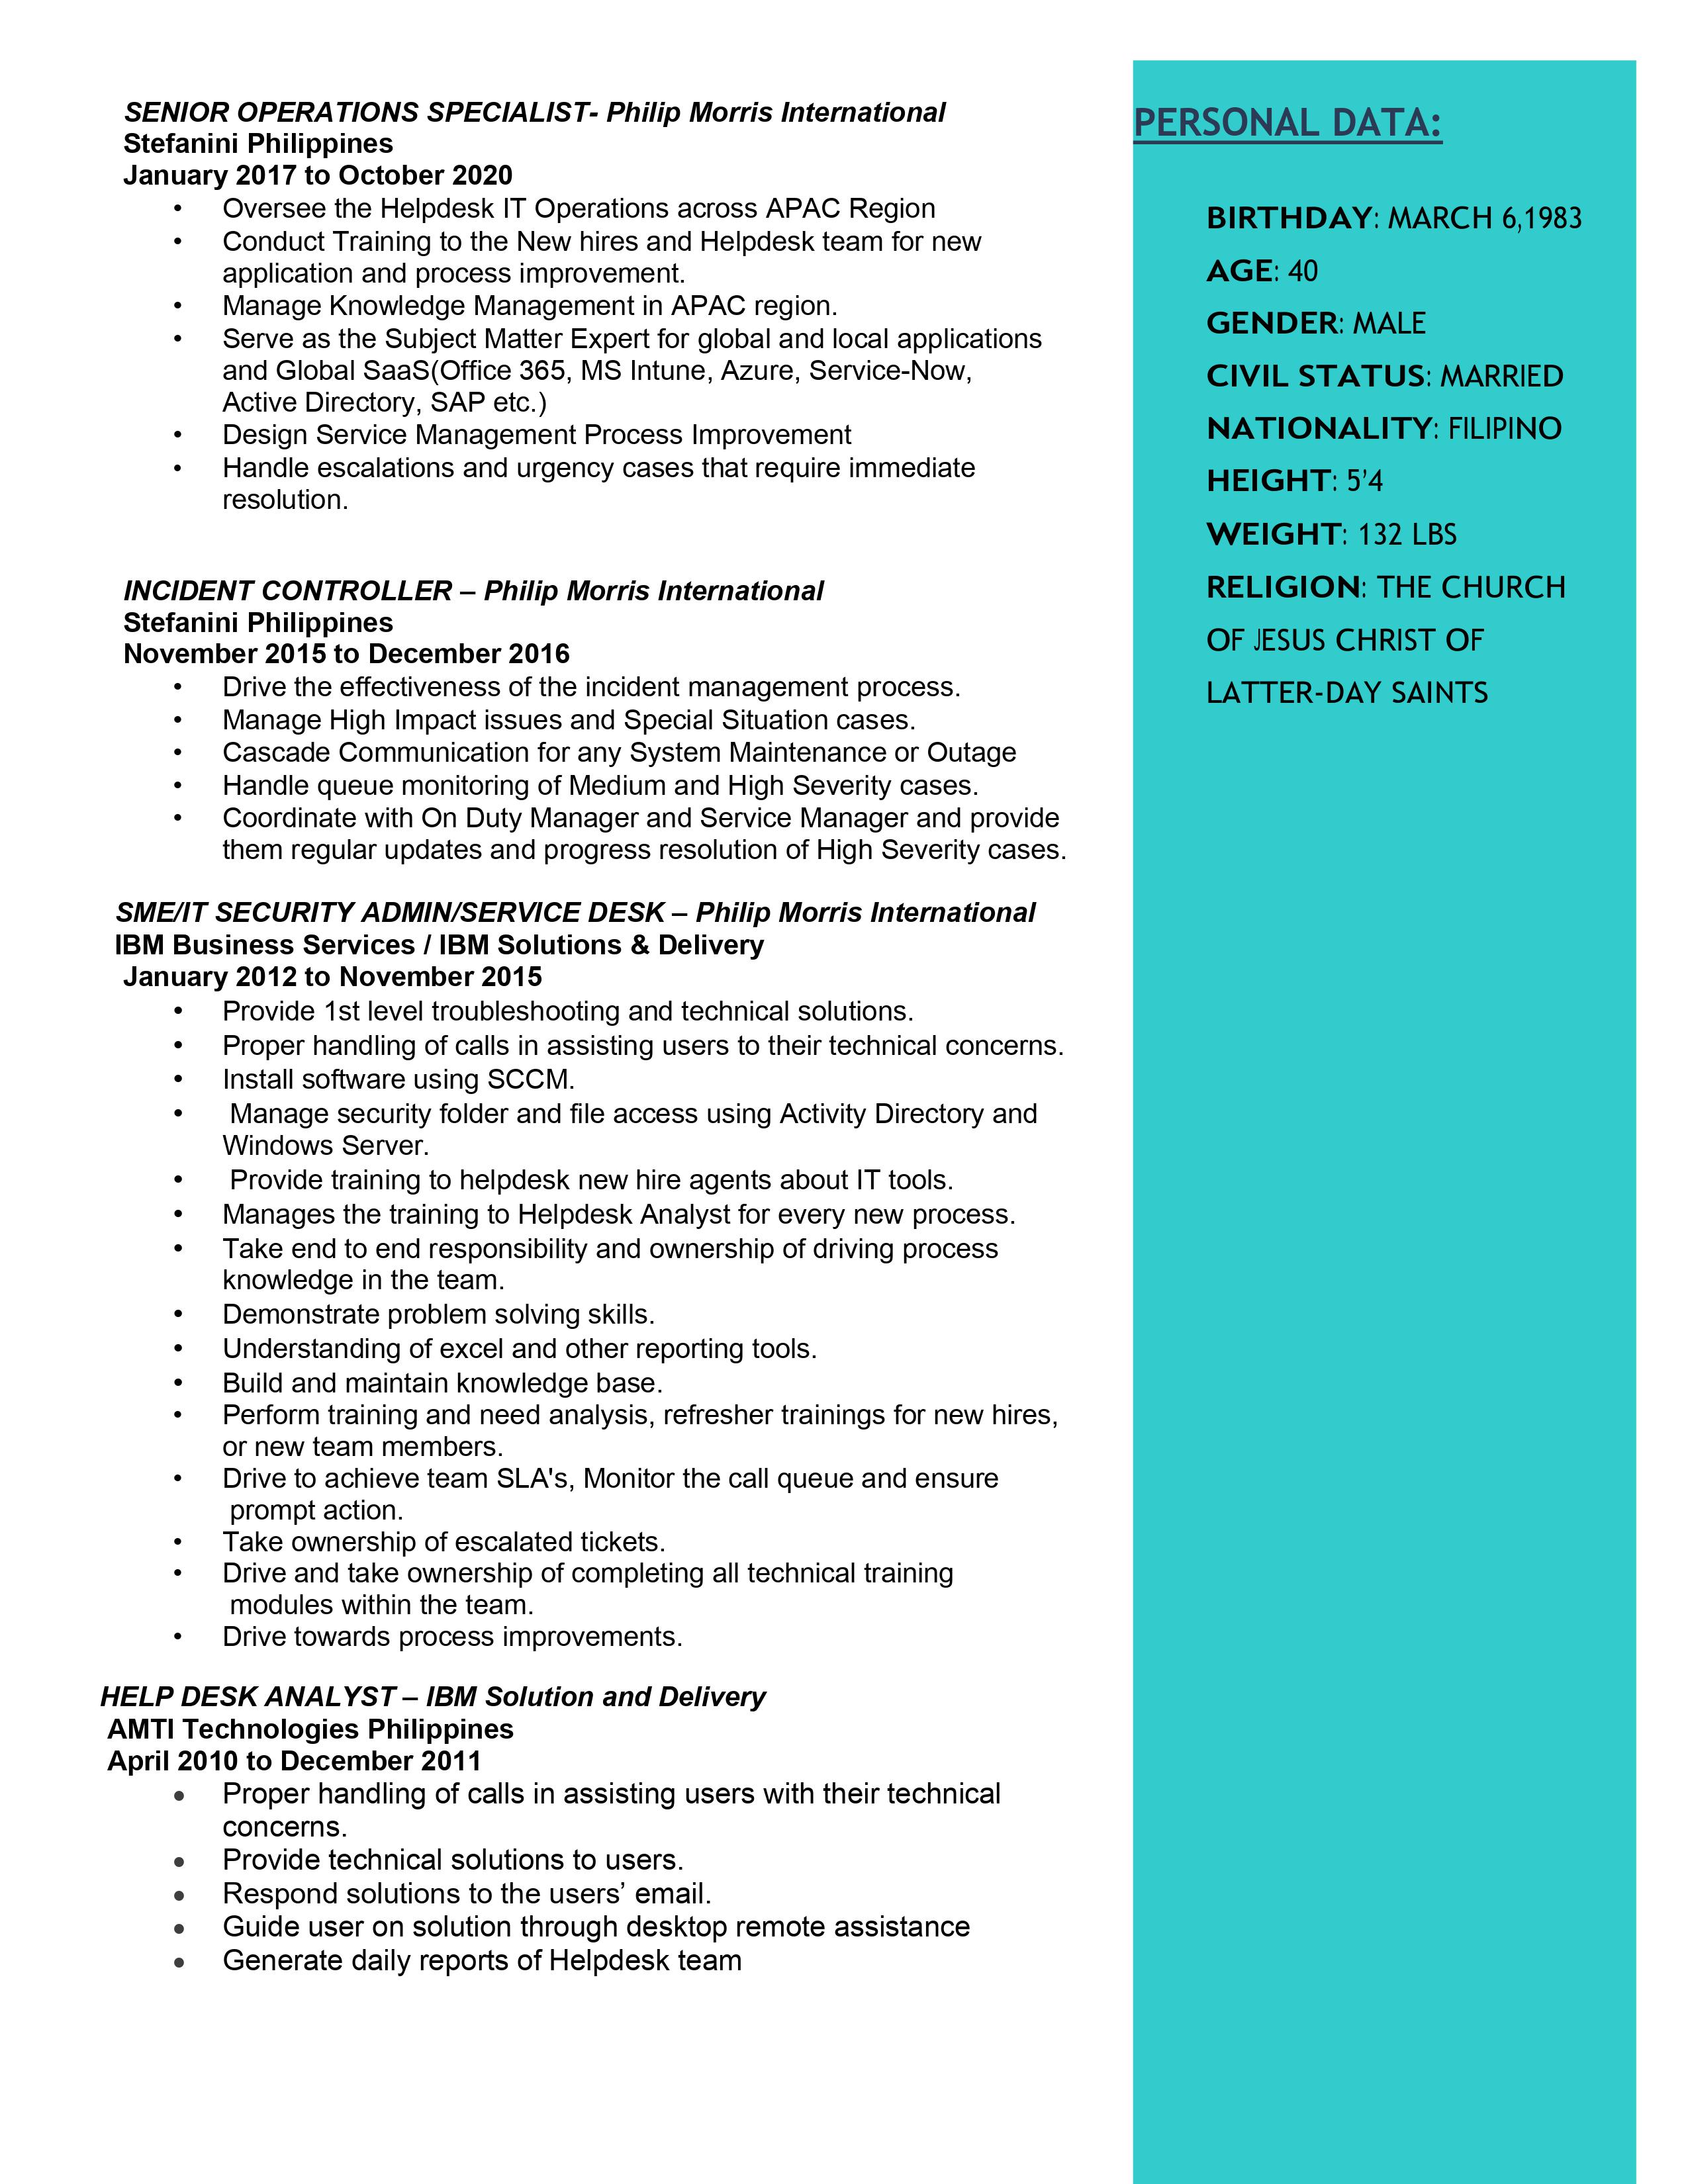 SENIOR OPERATIONS SPECIALIST- Philip Morris International
Stefanini Philippines
January 2017 to October 2020
• Oversee the Helpdesk IT Operations across APAC Region
• Conduct Training to the New hires and Helpdesk team for new
application and process improvement.
• Manage Knowledge Management in APAC region.
• Serve as the Subject Matter Expert for global and local applications
and Global SaaS(Office 365, MS Intune, Azure, Service-Now,
Active Directory, SAP etc.)
• Design Service Management Process Improvement
• Handle escalations and urgency cases that require immediate
resolution.
INCIDENT CONTROLLER – Philip Morris International
Stefanini Philippines
November 2015 to December 2016
• Drive the effectiveness of the incident management process.
• Manage High Impact issues and Special Situation cases.
• Cascade Communication for any System Maintenance or Outage
• Handle queue monitoring of Medium and High Severity cases.
• Coordinate with On Duty Manager and Service Manager and provide
them regular updates and progress resolution of High Severity cases.
SME/IT SECURITY ADMIN/SERVICE DESK – Philip Morris International
IBM Business Services / IBM Solutions & Delivery
January 2012 to November 2015
• Provide 1st level troubleshooting and technical solutions.
• Proper handling of calls in assisting users to their technical concerns.
• Install software using SCCM.
• Manage security folder and file access using Activity Directory and
Windows Server.
• Provide training to helpdesk new hire agents about IT tools.
• Manages the training to Helpdesk Analyst for every new process.
• Take end to end responsibility and ownership of driving process
knowledge in the team.
• Demonstrate problem solving skills.
• Understanding of excel and other reporting tools.
• Build and maintain knowledge base.
• Perform training and need analysis, refresher trainings for new hires,
or new team members.
• Drive to achieve team SLA's, Monitor the call queue and ensure
prompt action.
• Take ownership of escalated tickets.
• Drive and take ownership of completing all technical training
modules within the team.
• Drive towards process improvements.
HELP DESK ANALYST – IBM Solution and Delivery
AMTI Technologies Philippines
April 2010 to December 2011
• Proper handling of calls in assisting users with their technical
concerns.
• Provide technical solutions to users.
• Respond solutions to the users’ email.
• Guide user on solution through desktop remote assistance
• Generate daily reports of Helpdesk team
PERSONAL DATA:
BIRTHDAY: MARCH 6,1983
AGE: 40
GENDER: MALE
CIVIL STATUS: MARRIED
NATIONALITY: FILIPINO
HEIGHT: 5’4
WEIGHT: 132 LBS
RELIGION: THE CHURCH
OF JESUS CHRIST OF
LATTER-DAY SAINTS